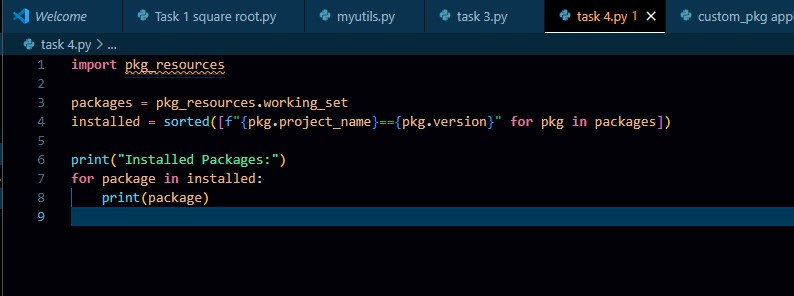 Welcome Task 1 square root.py myutils.py task 3.py task 4.py 1 custom_pkg app
task 4.py > ...
1 import pkg_resources
2
3 packages = pkg_resources.working_set
4 installed = sorted([f"{pkg.project_name}=={pkg.version}" for pkg in packages])
5
6 print("Installed Packages:")
7 for package in installed:
8     print(package)
9